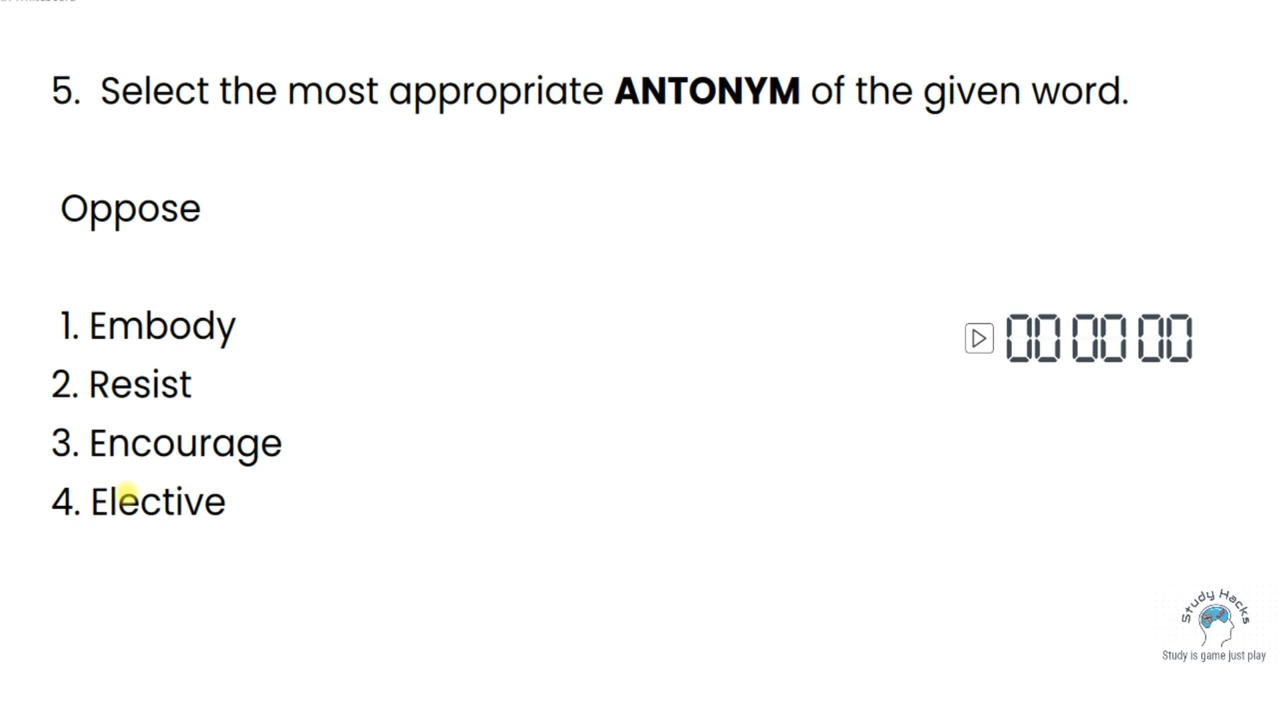 5. Select the most appropriate ANTONYM of the given word.
Oppose
1. Embody
2. Resist
3. Encourage
4. Elective
00 00 00
Study Hacks
Study is game just play